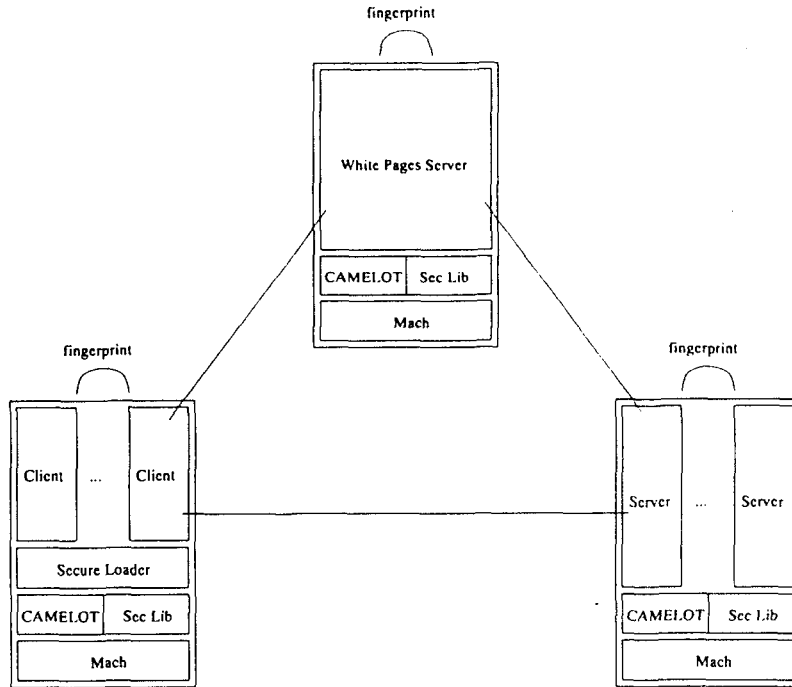 fingerprint
White Pages Server
CAMELOT Sec Lib
Mach
fingerprint
Client ... Client
Secure Loader
CAMELOT Sec Lib
Mach
fingerprint
Server ... Server
CAMELOT Sec Lib
Mach